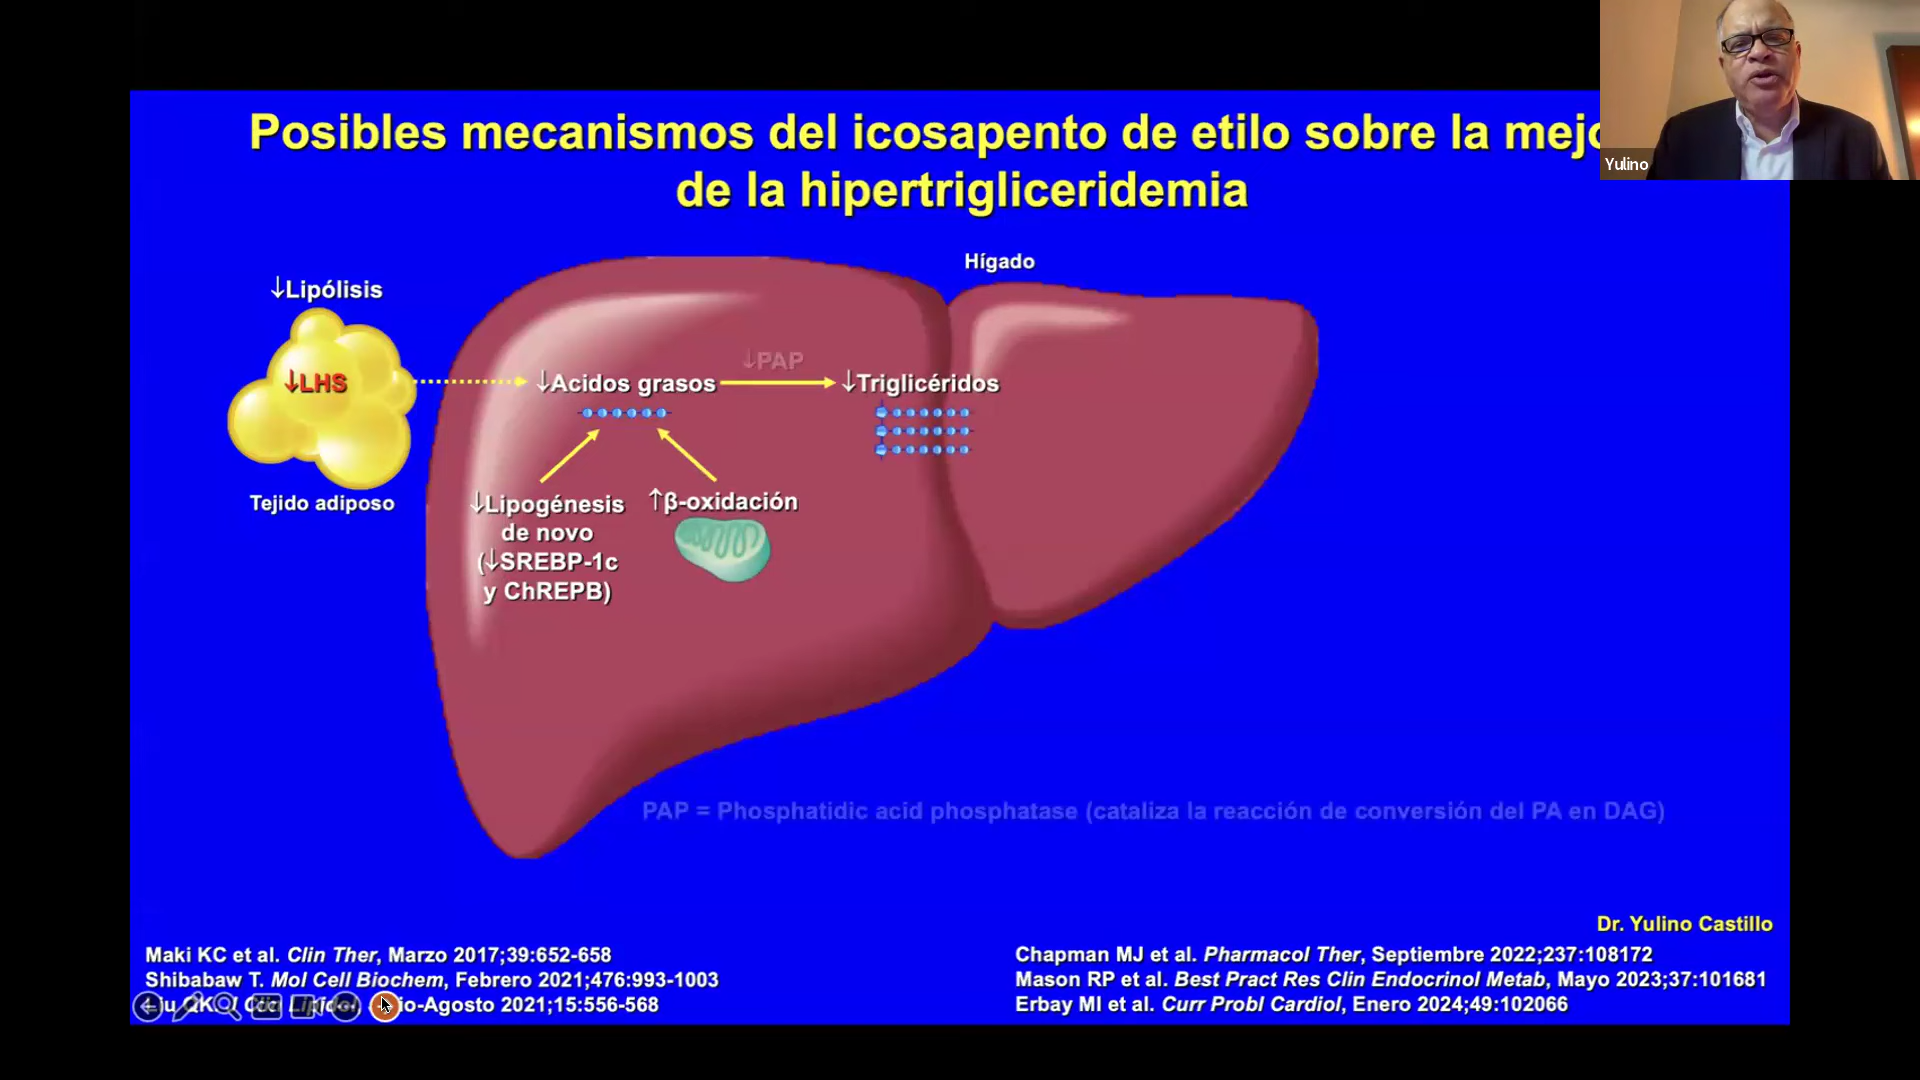 Posibles mecanismos del icosapento de etilo sobre la mejo
de la hipertrigliceridemia
Yulino
Hígado
↓Lipólisis
↓LHS
Tejido adiposo
↓Acidos grasos
↓PAP
↓Triglicéridos
↓Lipogénesis
de novo
(↓SREBP-1c
y ChREPB)
↑β-oxidación
PAP = Phosphatidic acid phosphatase (cataliza la reacción de conversión del PA en DAG)
Dr. Yulino Castillo
Maki KC et al. Clin Ther, Marzo 2017;39:652-658
Shibabaw T. Mol Cell Biochem, Febrero 2021;476:993-1003
2021;15:556-568
Chapman MJ et al. Pharmacol Ther, Septiembre 2022;237:108172
Mason RP et al. Best Pract Res Clin Endocrinol Metab, Mayo 2023;37:101681
Erbay MI et al. Curr Probl Cardiol, Enero 2024;49:102066